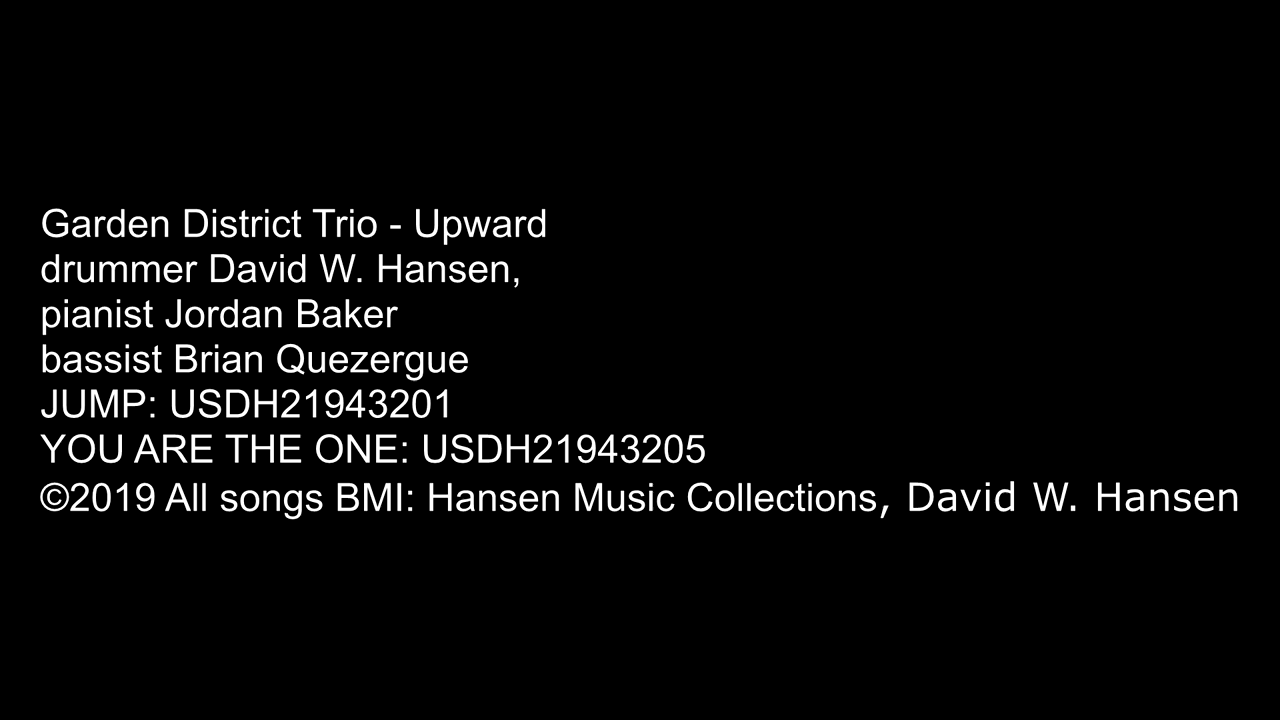 Garden District Trio - Upward
drummer David W. Hansen,
pianist Jordan Baker
bassist Brian Quezergue
JUMP: USDH21943201
YOU ARE THE ONE: USDH21943205
©2019 All songs BMI: Hansen Music Collections, David W. Hansen